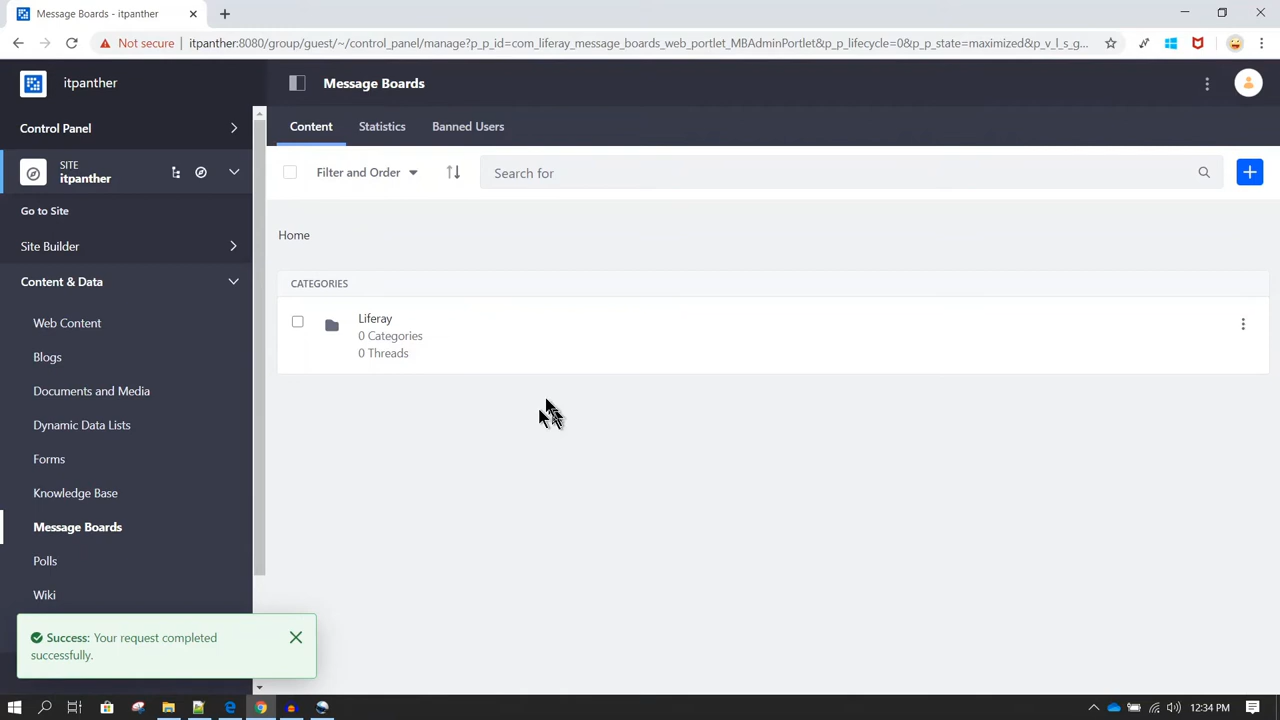 Message Boards - itpanther
Not secure
itpanther:8080/group/guest/~/control_panel/manage?p_p_id=com_liferay_message_boards_web_portlet_MBAdminPortlet&p_p_lifecycle=0&p_p_state=maximized&p_v_l_s_g...
itpanther
Message Boards
Control Panel
Content
Statistics
Banned Users
SITE
itpanther
Filter and Order
Search for
Go to Site
Site Builder
Home
Content & Data
CATEGORIES
Web Content
Liferay
0 Categories
0 Threads
Blogs
Documents and Media
Dynamic Data Lists
Forms
Knowledge Base
Message Boards
Polls
Wiki
Success: Your request completed
successfully.
12:34 PM